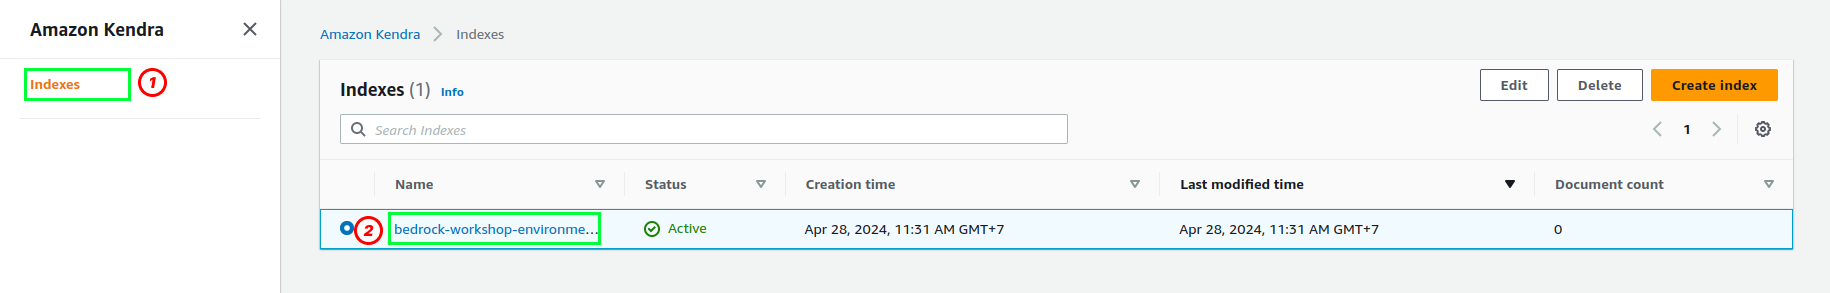 Amazon Kendra
Indexes
1
Amazon Kendra > Indexes
Indexes (1) Info
Edit
Delete
Create index
Search Indexes
1
Name Status Creation time Last modified time Document count
2 bedrock-workshop-environme... Active Apr 28, 2024, 11:31 AM GMT+7 Apr 28, 2024, 11:31 AM GMT+7 0